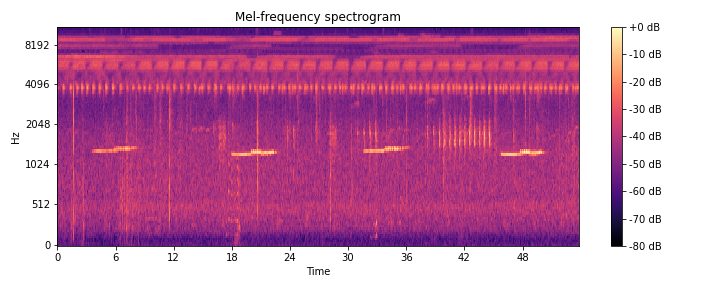 Mel-frequency spectrogram
8192
4096
2048
1024
512
0
Hz
0 6 12 18 24 30 36 42 48
Time
+0 dB
-10 dB
-20 dB
-30 dB
-40 dB
-50 dB
-60 dB
-70 dB
-80 dB